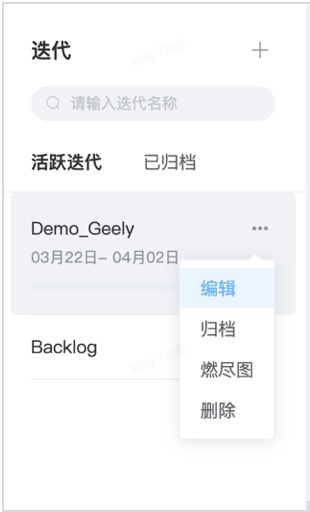 迭代
请输入迭代名称
活跃迭代 已归档
Demo_Geely
03月22日- 04月02日
编辑
归档
Backlog
燃尽图
删除